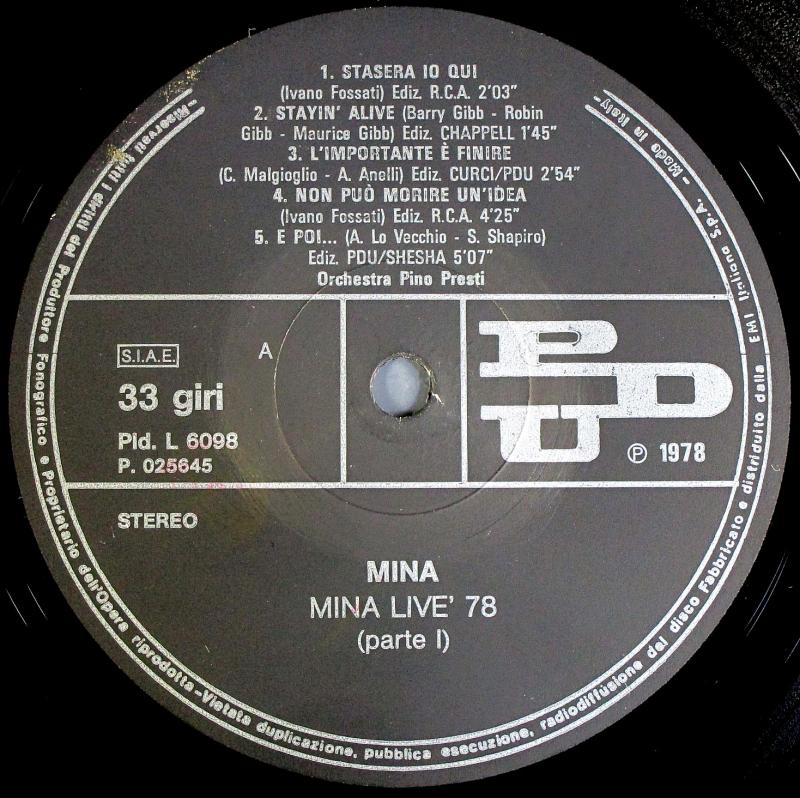 1. STASERA IO QUI
(Ivano Fossati) Ediz. R.C.A. 2'03"
2. STAYIN' ALIVE (Barry Gibb - Robin
Gibb - Maurice Gibb) Ediz. CHAPPELL 1'45"
3. L'IMPORTANTE È FINIRE
(C. Malgioglio - A. Anelli) Ediz. CURCI/PDU 2'54"
4. NON PUÒ MORIRE UN'IDEA
(Ivano Fossati) Ediz. R.C.A. 4'25"
5. E POI... (A. Lo Vecchio - S. Shapiro)
Ediz. PDU/SHESHA 5'07"
Orchestra Pino Presti
S.I.A.E.
A
33 giri
Pld. L 6098
P. 025645
STEREO
PDU
℗ 1978
MINA
MINA LIVE' 78
(parte I)
-Riservati tutti i diritti del Produttore Fonografico e Proprietario dell'Opera riprodotta-Vietata duplicazione, pubblica esecuzione, radiodiffusione del disco Fabbricato e distribuito dalla EMI Italiana S.p.A. - Made in Italy-